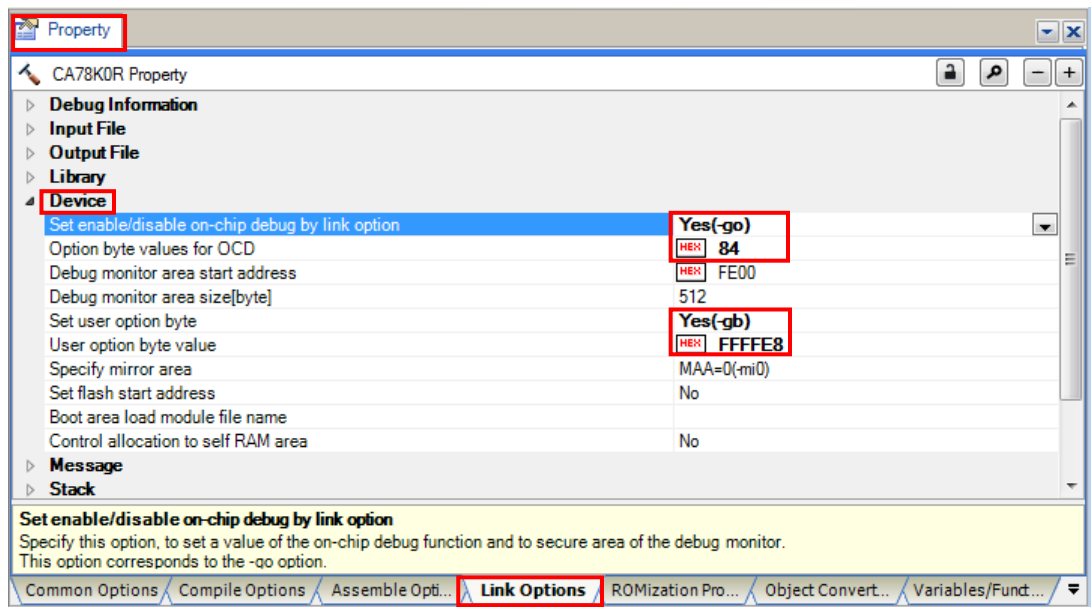 Property
CA78K0R Property
Debug Information
Input File
Output File
Library
Device
Set enable/disable on-chip debug by link option Yes(-go)
Option byte values for OCD HEX 84
Debug monitor area start address HEX FE00
Debug monitor area size[byte] 512
Set user option byte Yes(-gb)
User option byte value HEX FFFFE8
Specify mirror area MAA=0(-mi0)
Set flash start address No
Boot area load module file name
Control allocation to self RAM area No
Message
Stack
Set enable/disable on-chip debug by link option
Specify this option, to set a value of the on-chip debug function and to secure area of the debug monitor.
This option corresponds to the -go option.
Common Options Compile Options Assemble Opti... Link Options ROMization Pro... Object Convert... Variables/Funct...